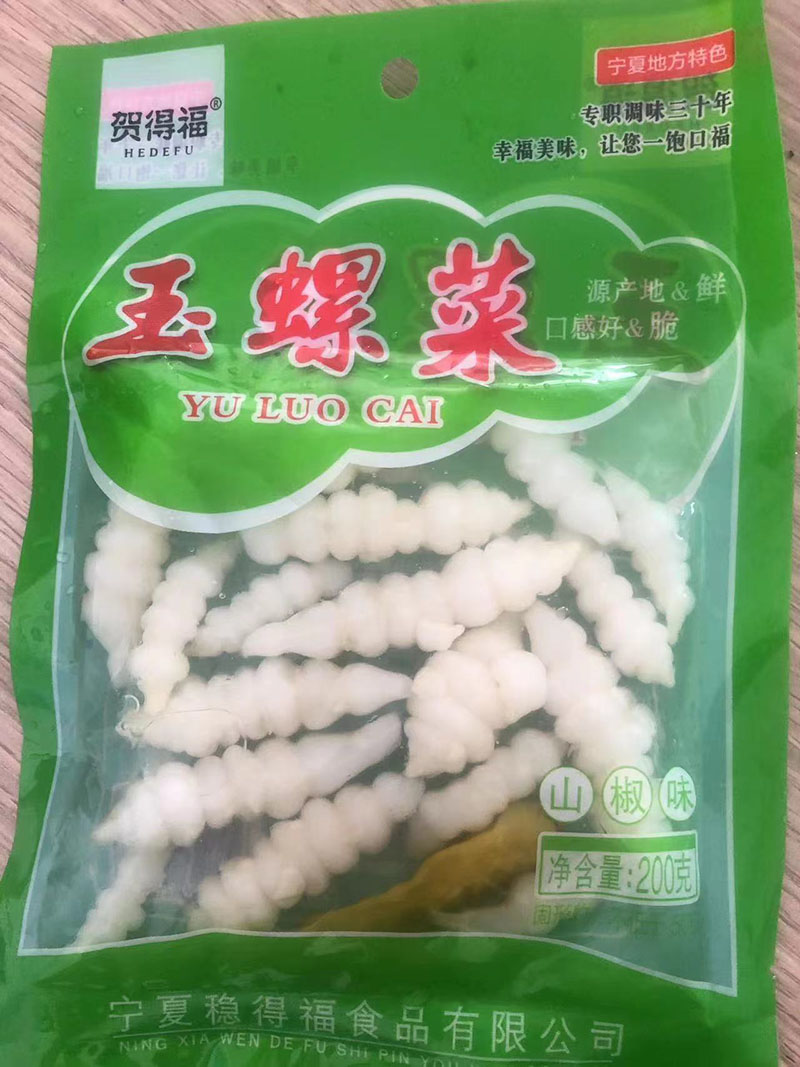 贺得福®
HEDEFU
宁夏地方特色
专职调味三十年
幸福美味，让您一饱口福
玉螺菜
源产地&鲜
口感好&脆
YU LUO CAI
山椒味
净含量:200克
宁夏稳得福食品有限公司
NING XIA WEN DE FU SHI PIN YOU